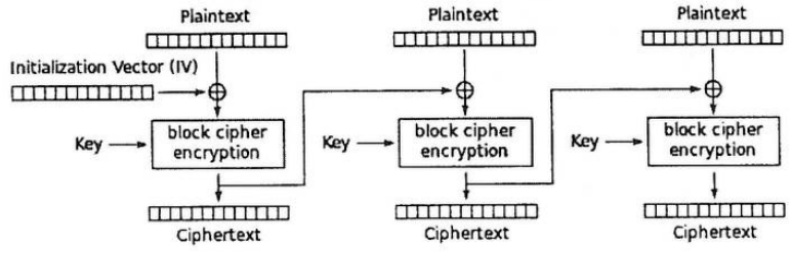 Plaintext Plaintext Plaintext
Initialization Vector (IV)
Key block cipher encryption
Key block cipher encryption
Key block cipher encryption
Ciphertext Ciphertext Ciphertext